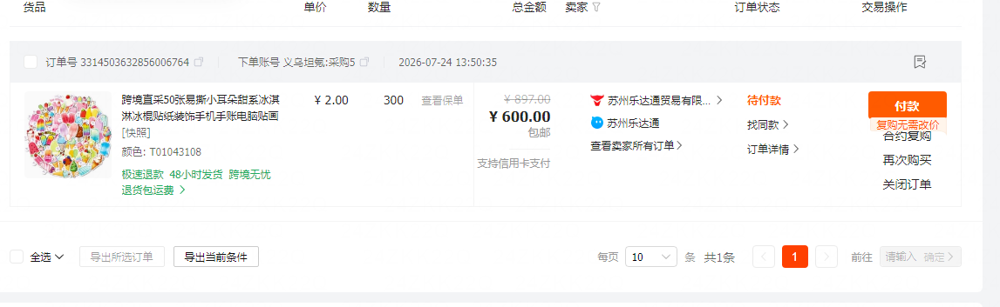 货品 单价 数量 总金额 卖家 订单状态 交易操作
订单号 3314503632856006764 下单账号 义乌坦氪:采购5 2026-07-24 13:50:35
跨境直采50张易撕小耳朵甜系冰淇
淋冰棍贴纸装饰手机手账电脑贴画
[快照]
颜色: T01043108
极速退款 48小时发货 跨境无忧
退货包运费
¥ 2.00
300
查看保单
¥ 897.00
¥ 600.00
包邮
支持信用卡支付
苏州乐达通贸易有限...
苏州乐达通
查看卖家所有订单
待付款
找同款
订单详情
付款
复购无需改价
合约复购
再次购买
关闭订单
全选 导出所选订单 导出当前条件 每页 10 条 共1条 1 前往 请输入 确定